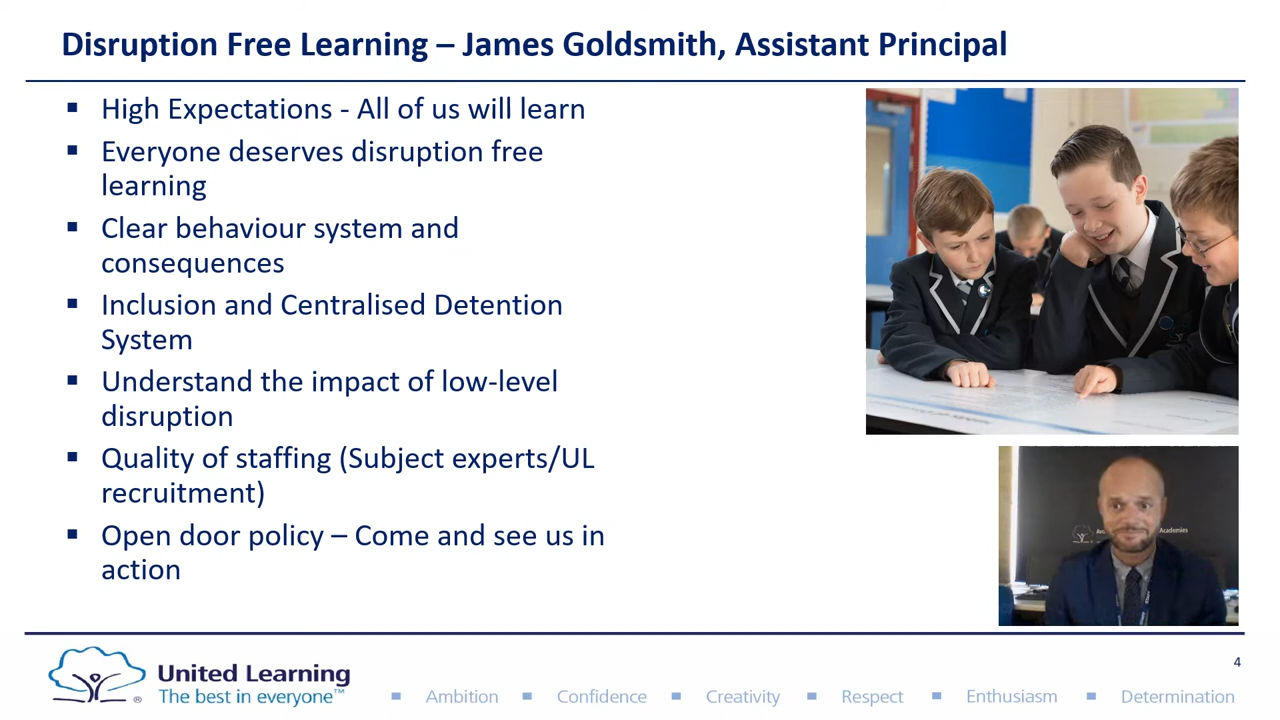 Disruption Free Learning – James Goldsmith, Assistant Principal
High Expectations - All of us will learn
Everyone deserves disruption free
learning
Clear behaviour system and
consequences
Inclusion and Centralised Detention
System
Understand the impact of low-level
disruption
Quality of staffing (Subject experts/UL
recruitment)
Open door policy – Come and see us in
action
Academies
4
United Learning
The best in everyone™
®
Ambition
Confidence
Creativity
Respect
Enthusiasm
Determination